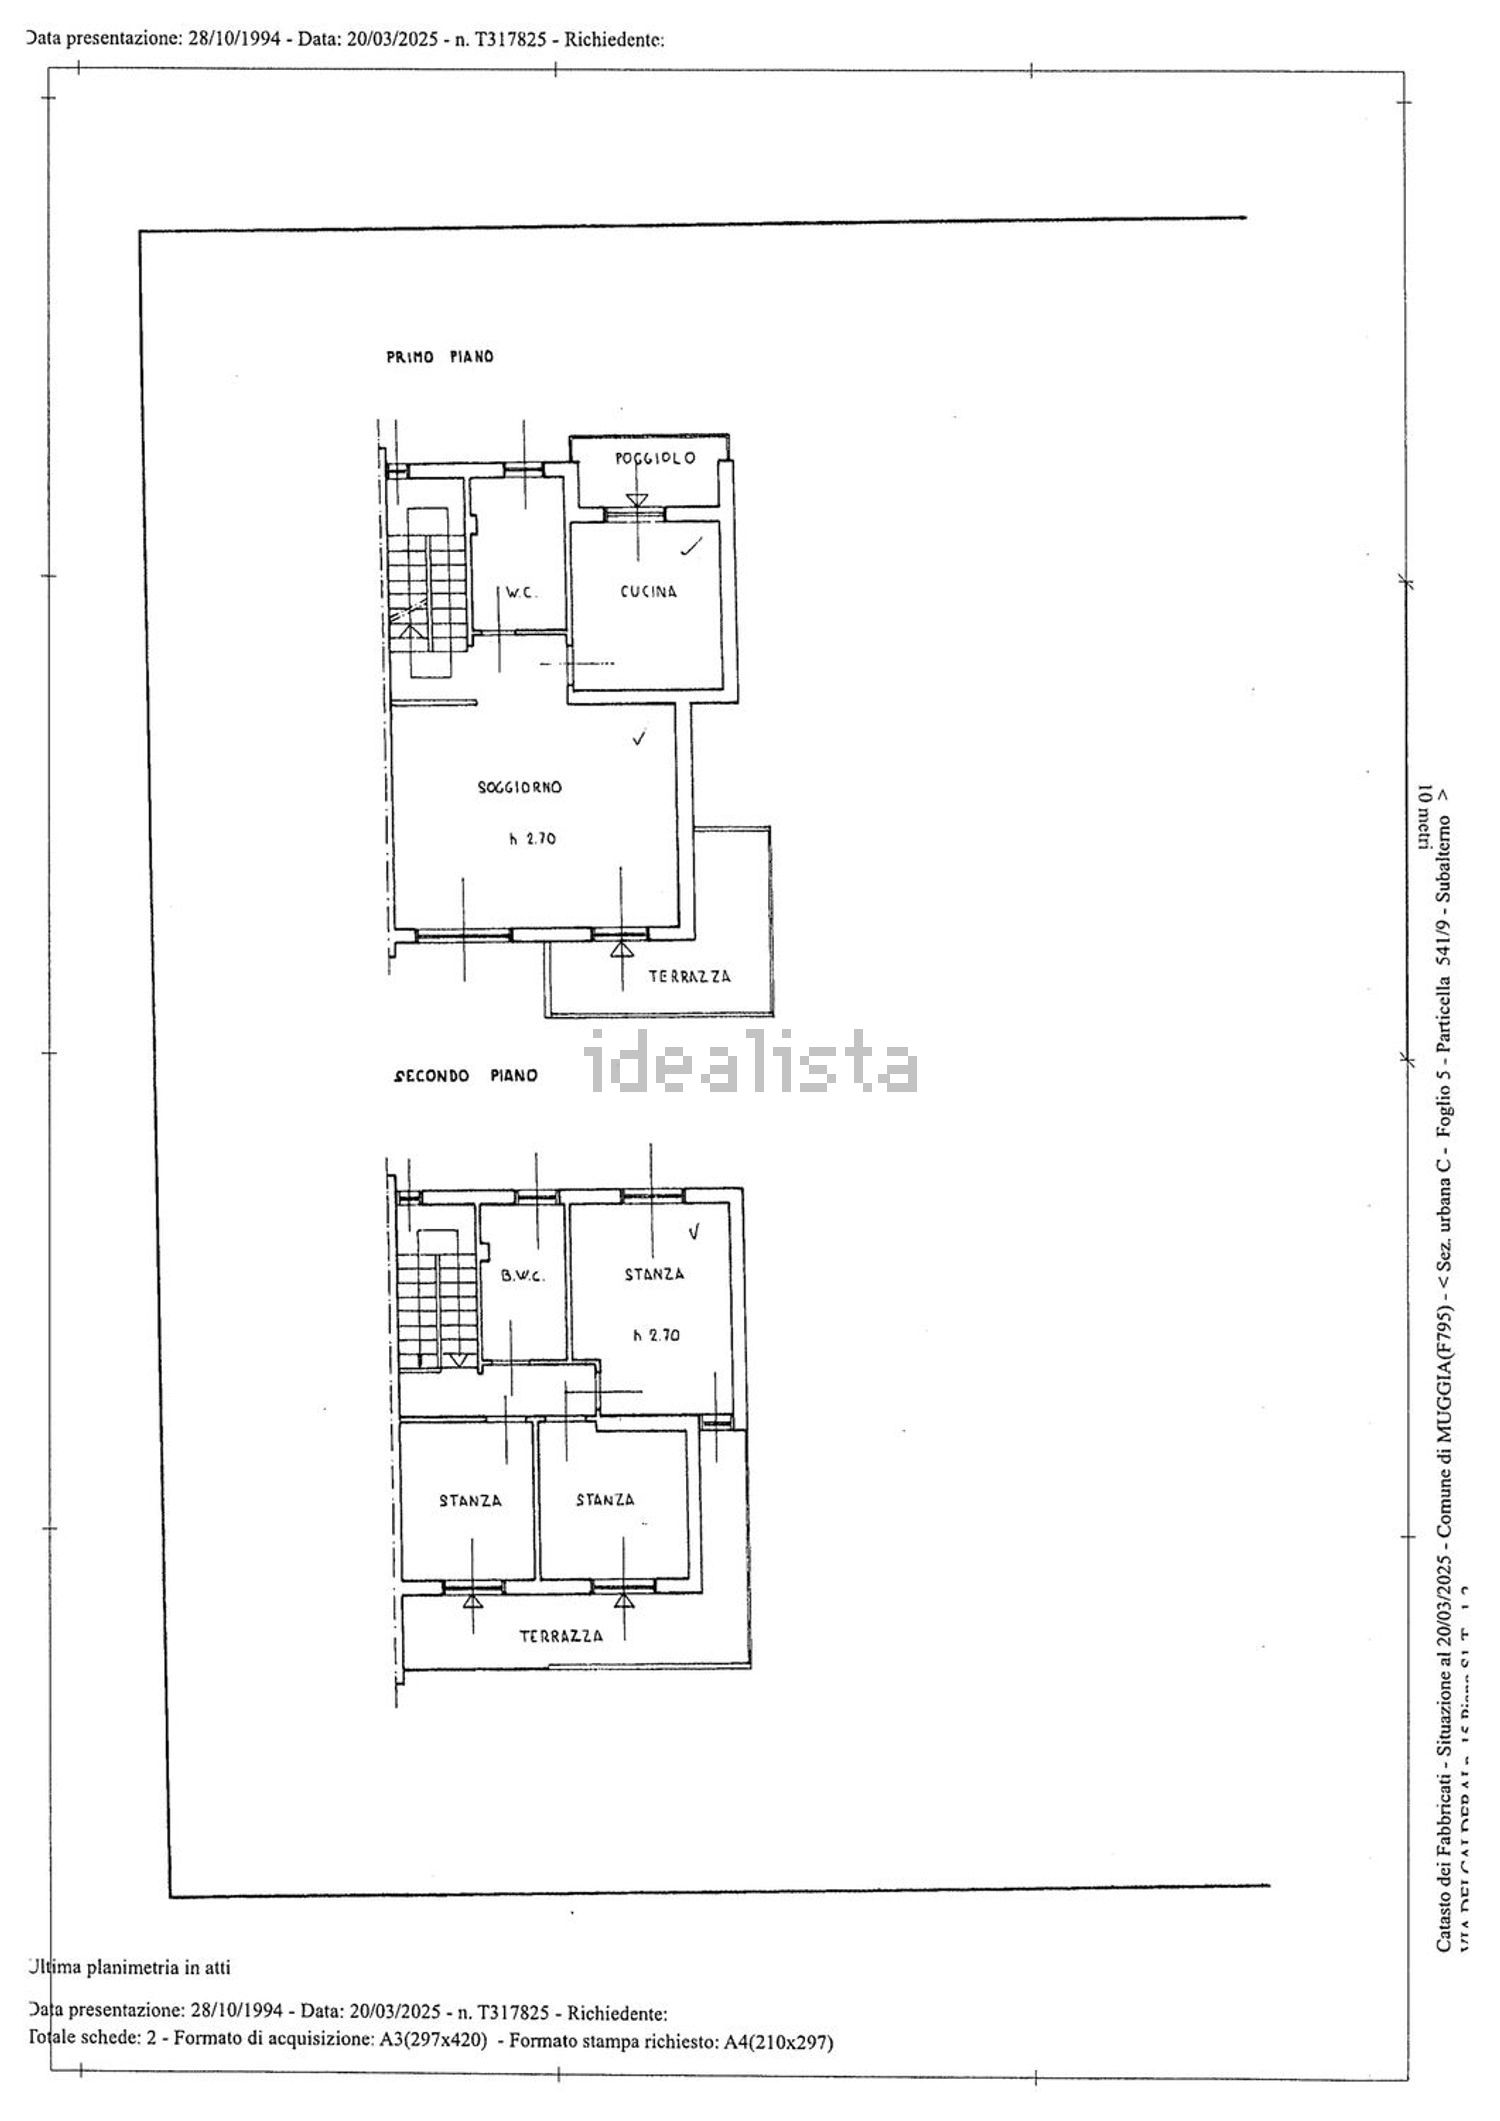 Data presentazione: 28/10/1994 - Data: 20/03/2025 - n. T317825 - Richiedente:
PRIMO PIANO
POGGIOLO
W.C.
CUCINA
SOGGIORNO
h 2.70
TERRAZZA
idealista
SECONDO PIANO
B.W.C.
STANZA
h 2.70
STANZA
STANZA
TERRAZZA
10 metri
Catasto dei Fabbricati - Situazione al 20/03/2025 - Comune di MUGGIA(F795) - < Sez. urbana C - Foglio 5 - Particella 541/9 - Subalterno >
Ultima planimetria in atti
Data presentazione: 28/10/1994 - Data: 20/03/2025 - n. T317825 - Richiedente:
Totale schede: 2 - Formato di acquisizione: A3(297x420) - Formato stampa richiesto: A4(210x297)